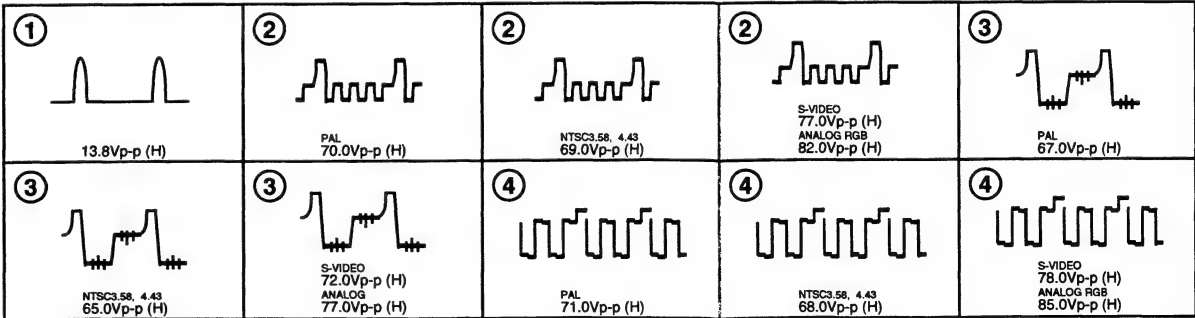 ①
13.8Vp-p (H)
②
PAL
70.0Vp-p (H)
②
NTSC3.58, 4.43
69.0Vp-p (H)
②
S-VIDEO
77.0Vp-p (H)
ANALOG RGB
82.0Vp-p (H)
③
PAL
67.0Vp-p (H)
③
NTSC3.58, 4.43
65.0Vp-p (H)
③
S-VIDEO
72.0Vp-p (H)
ANALOG
77.0Vp-p (H)
④
PAL
71.0Vp-p (H)
④
NTSC3.58, 4.43
68.0Vp-p (H)
④
S-VIDEO
78.0Vp-p (H)
ANALOG RGB
85.0Vp-p (H)